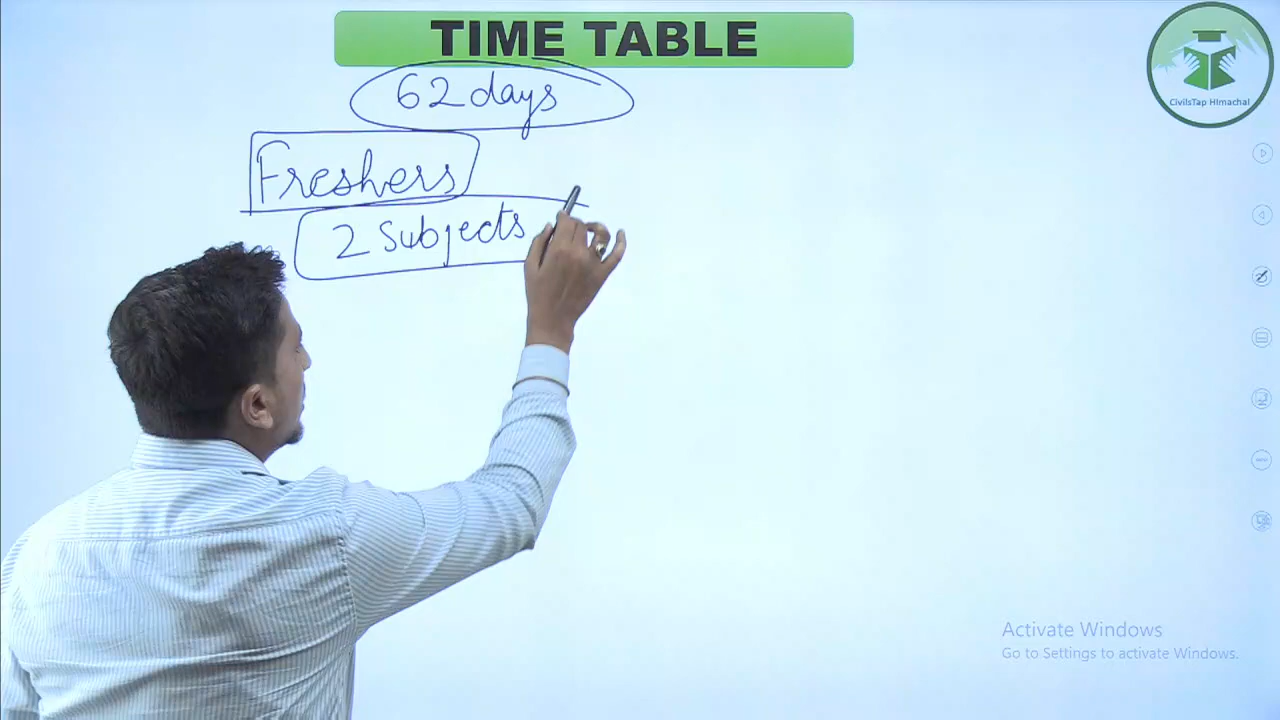 TIME TABLE
62 days
Freshers
2 Subjects
CivilsTap HImachal
Activate Windows
Go to Settings to activate Windows.